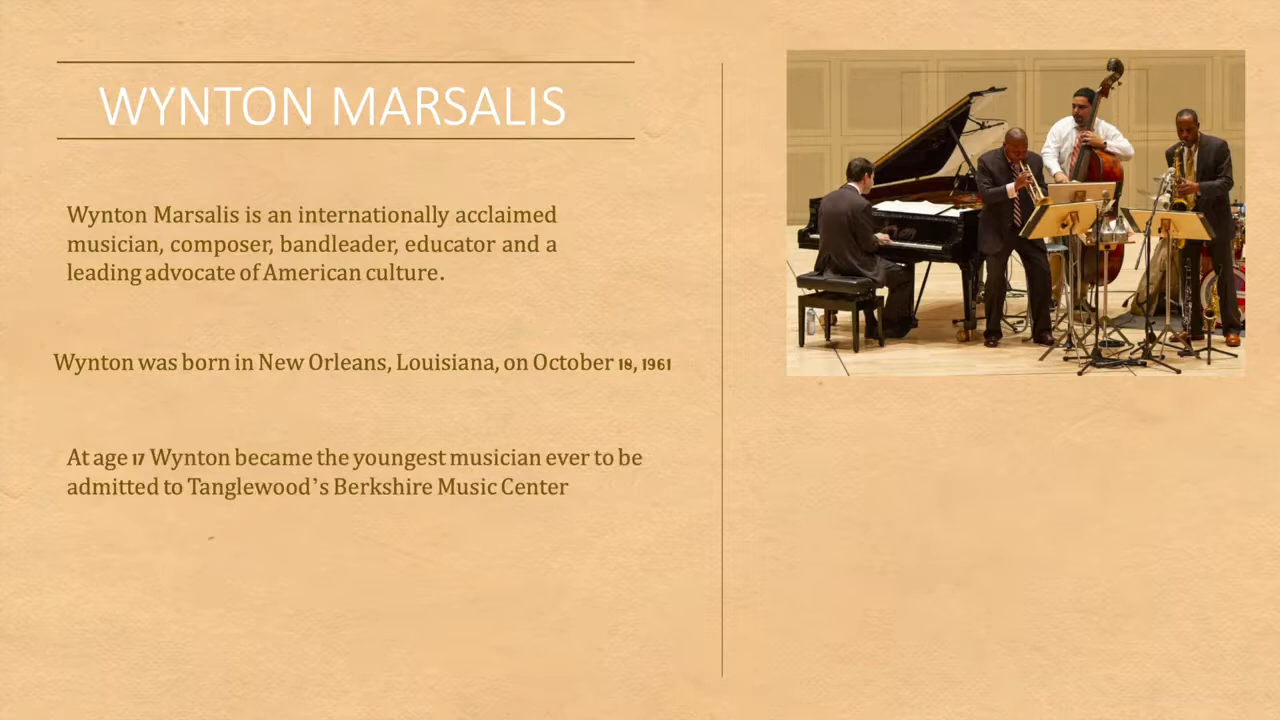 WYNTON MARSALIS
Wynton Marsalis is an internationally acclaimed
musician, composer, bandleader, educator and a
leading advocate of American culture.
Wynton was born in New Orleans, Louisiana, on October 18, 1961
At age 17 Wynton became the youngest musician ever to be
admitted to Tanglewood’s Berkshire Music Center